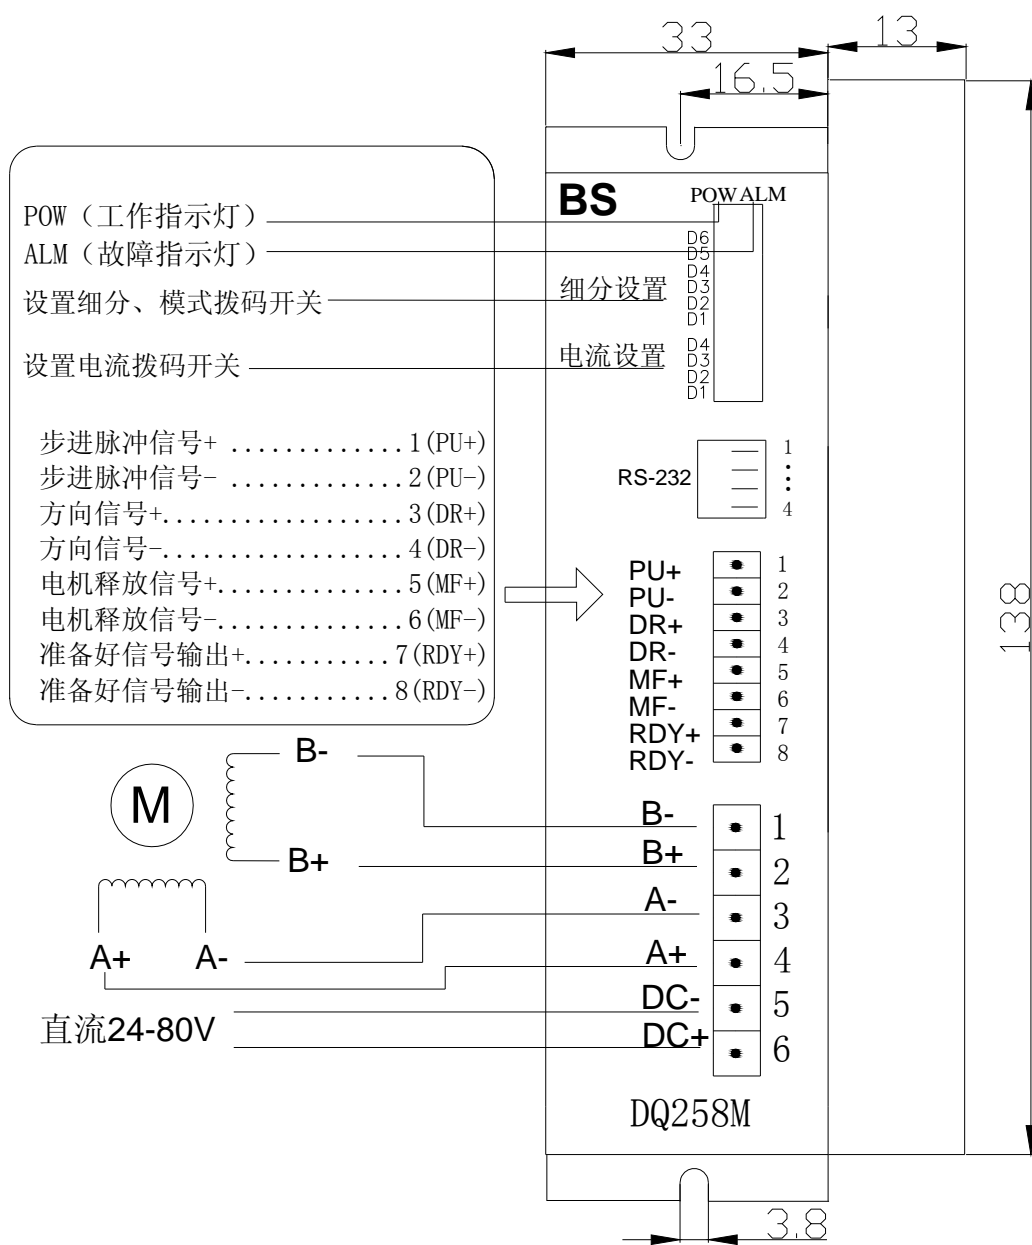 33
13
16.5
BS
POW ALM
POW（工作指示灯）
ALM（故障指示灯）
设置细分、模式拨码开关
细分设置
D6
D5
D4
D3
D2
D1
设置电流拨码开关
电流设置
D4
D3
D2
D1
步进脉冲信号+ .............1(PU+)
步进脉冲信号- .............2(PU-)
方向信号+..................3(DR+)
方向信号-..................4(DR-)
电机释放信号+..............5(MF+)
电机释放信号-..............6(MF-)
准备好信号输出+...........7(RDY+)
准备好信号输出-...........8(RDY-)
RS-232
1
4
PU+ 1
PU- 2
DR+ 3
DR- 4
MF+ 5
MF- 6
RDY+ 7
RDY- 8
138
M
B-
B+
A+ A-
直流24-80V
B- 1
B+ 2
A- 3
A+ 4
DC- 5
DC+ 6
DQ258M
3.8